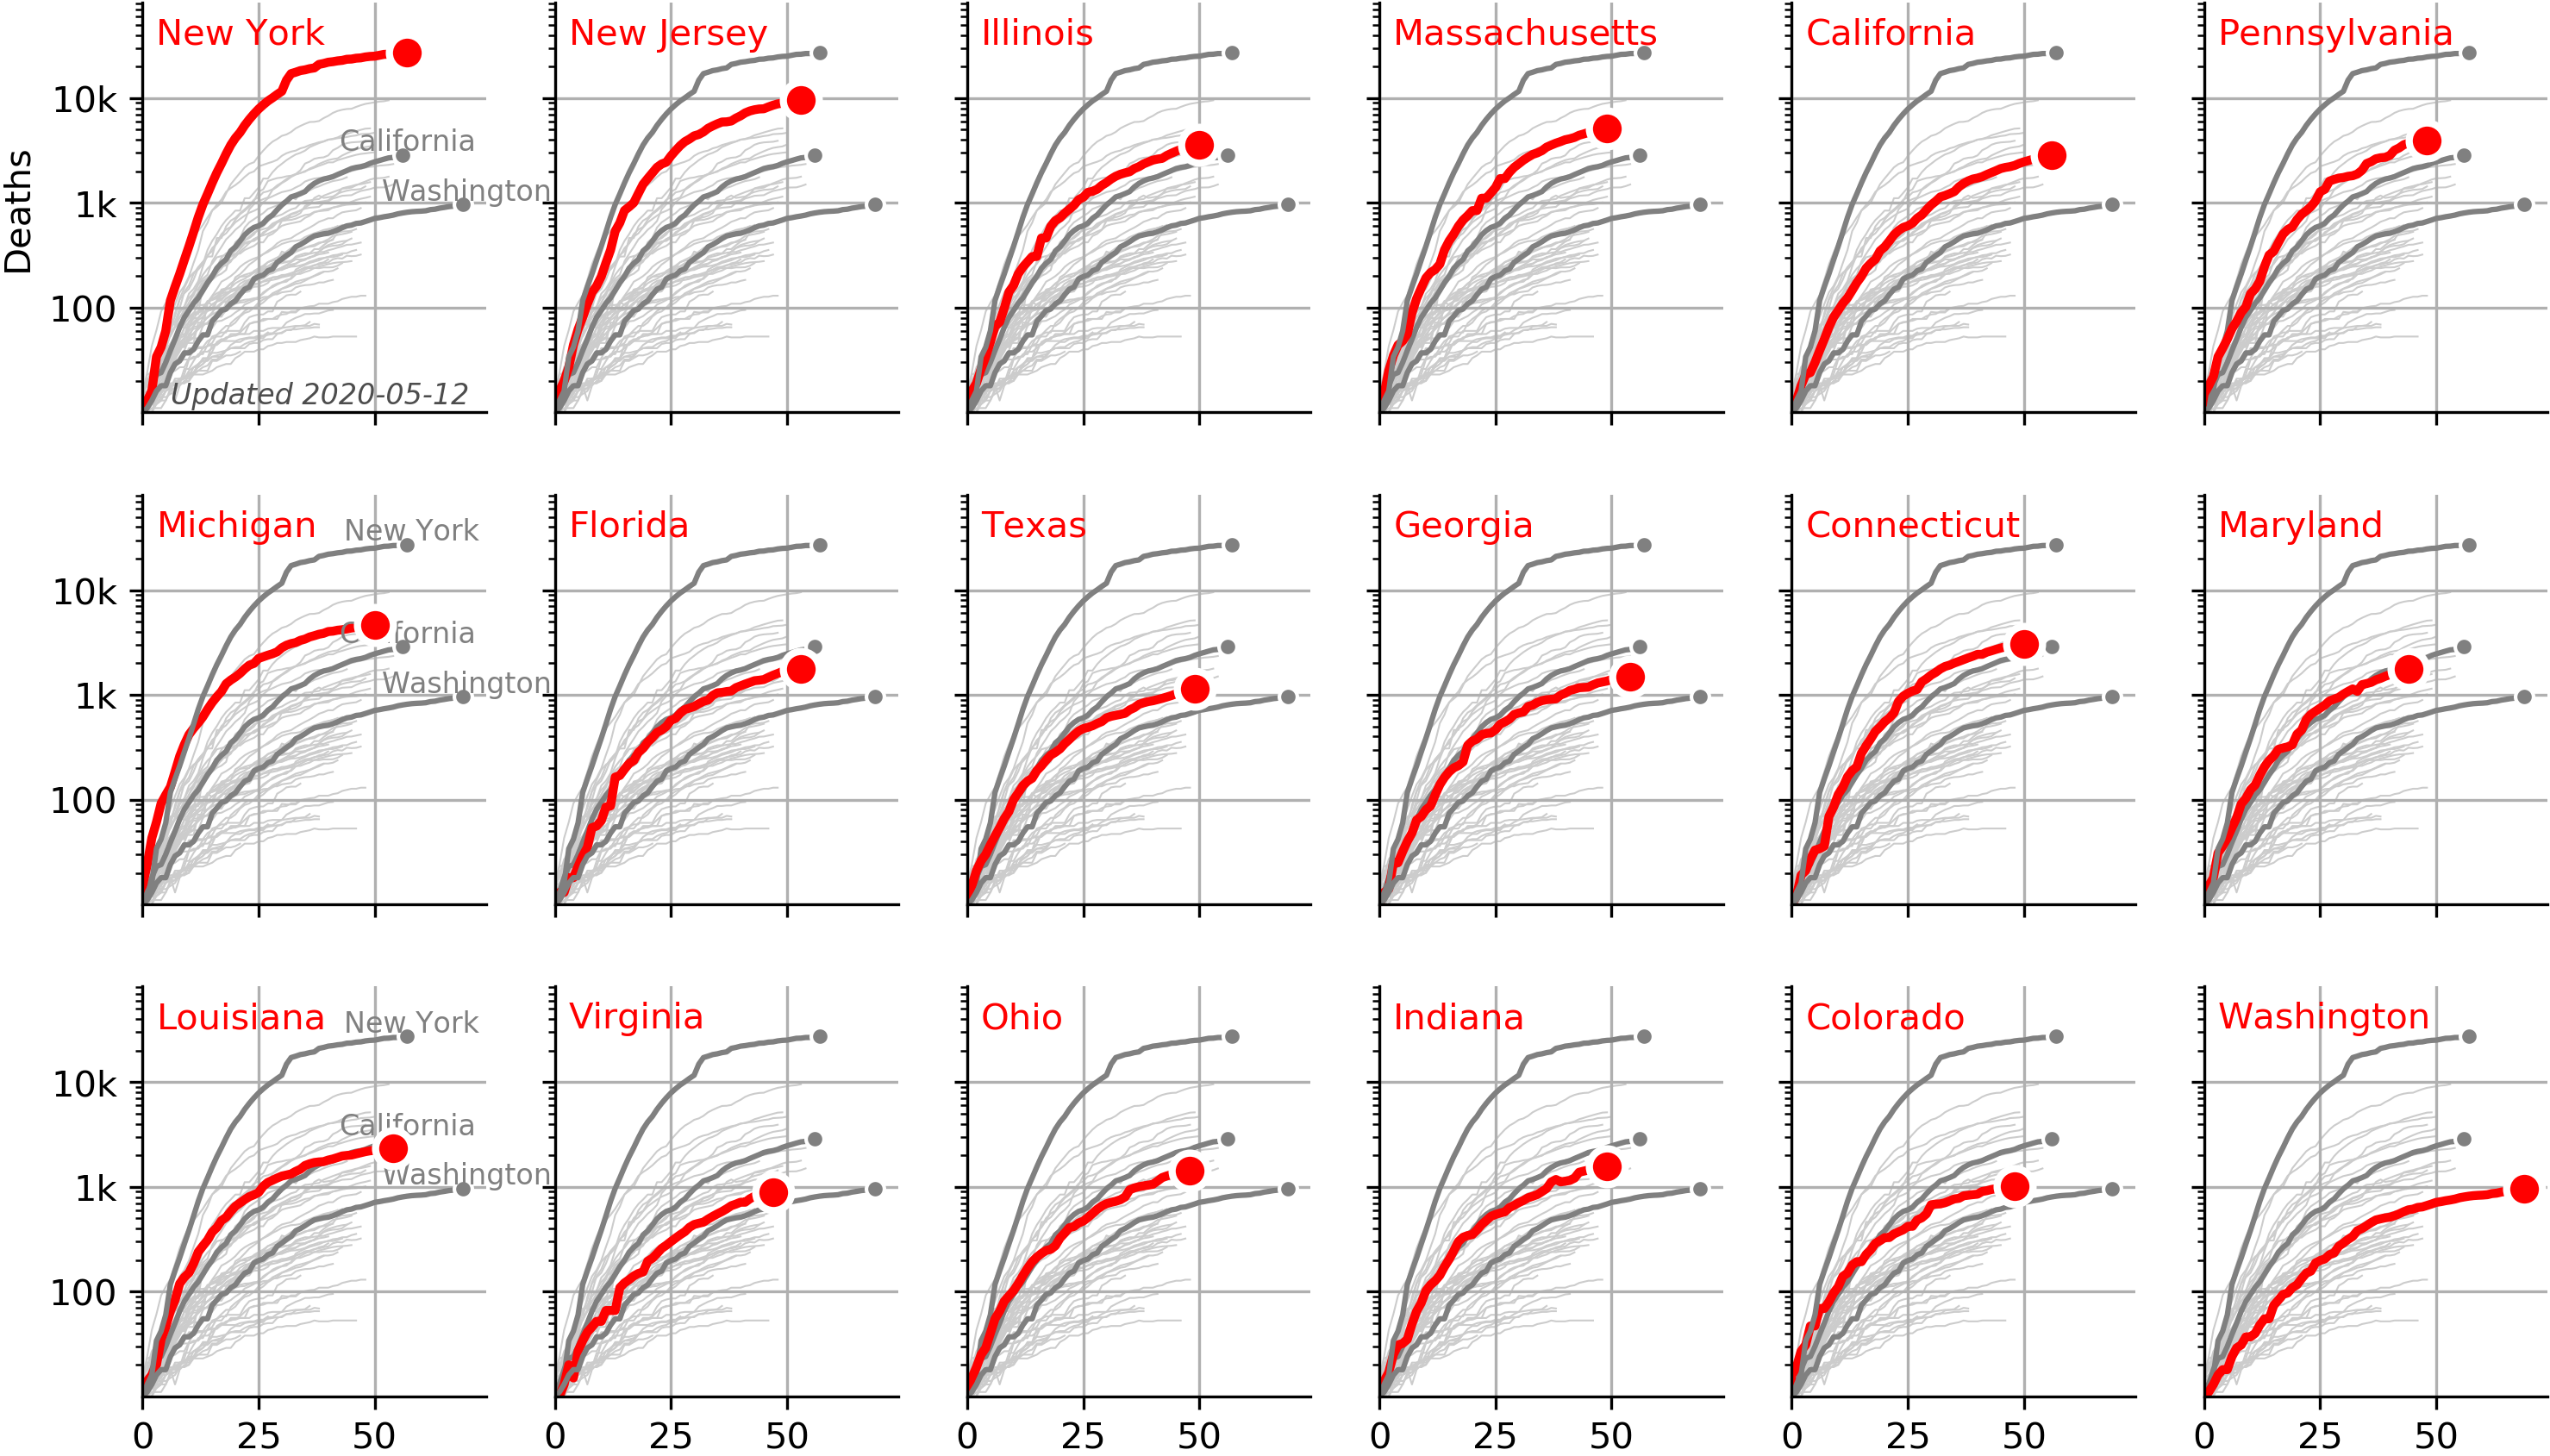 New York
New Jersey
Illinois
Massachusetts
California
Pennsylvania
Deaths
10k
1k
100
California
Washington
Updated 2020-05-12
Michigan
New York
Florida
Texas
Georgia
Connecticut
Maryland
10k
1k
100
California
Washington
Louisiana
New York
Virginia
Ohio
Indiana
Colorado
Washington
10k
1k
100
California
Washington
0 25 50 0 25 50 0 25 50 0 25 50 0 25 50 0 25 50